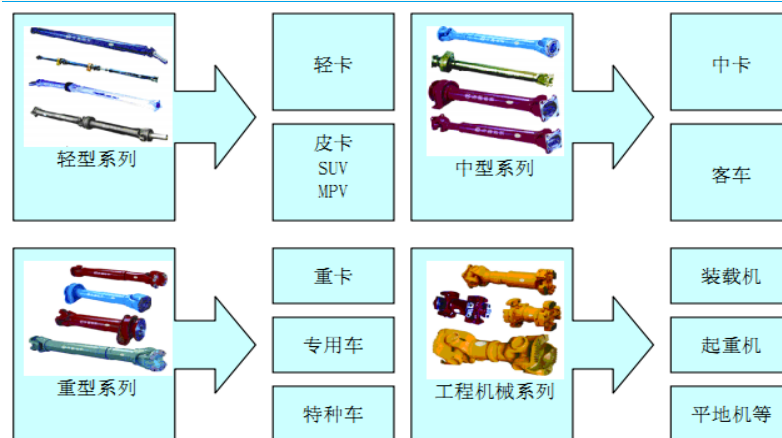 轻型系列
轻卡
皮卡
SUV
MPV
中型系列
中卡
客车
重型系列
重卡
专用车
特种车
工程机械系列
装载机
起重机
平地机等